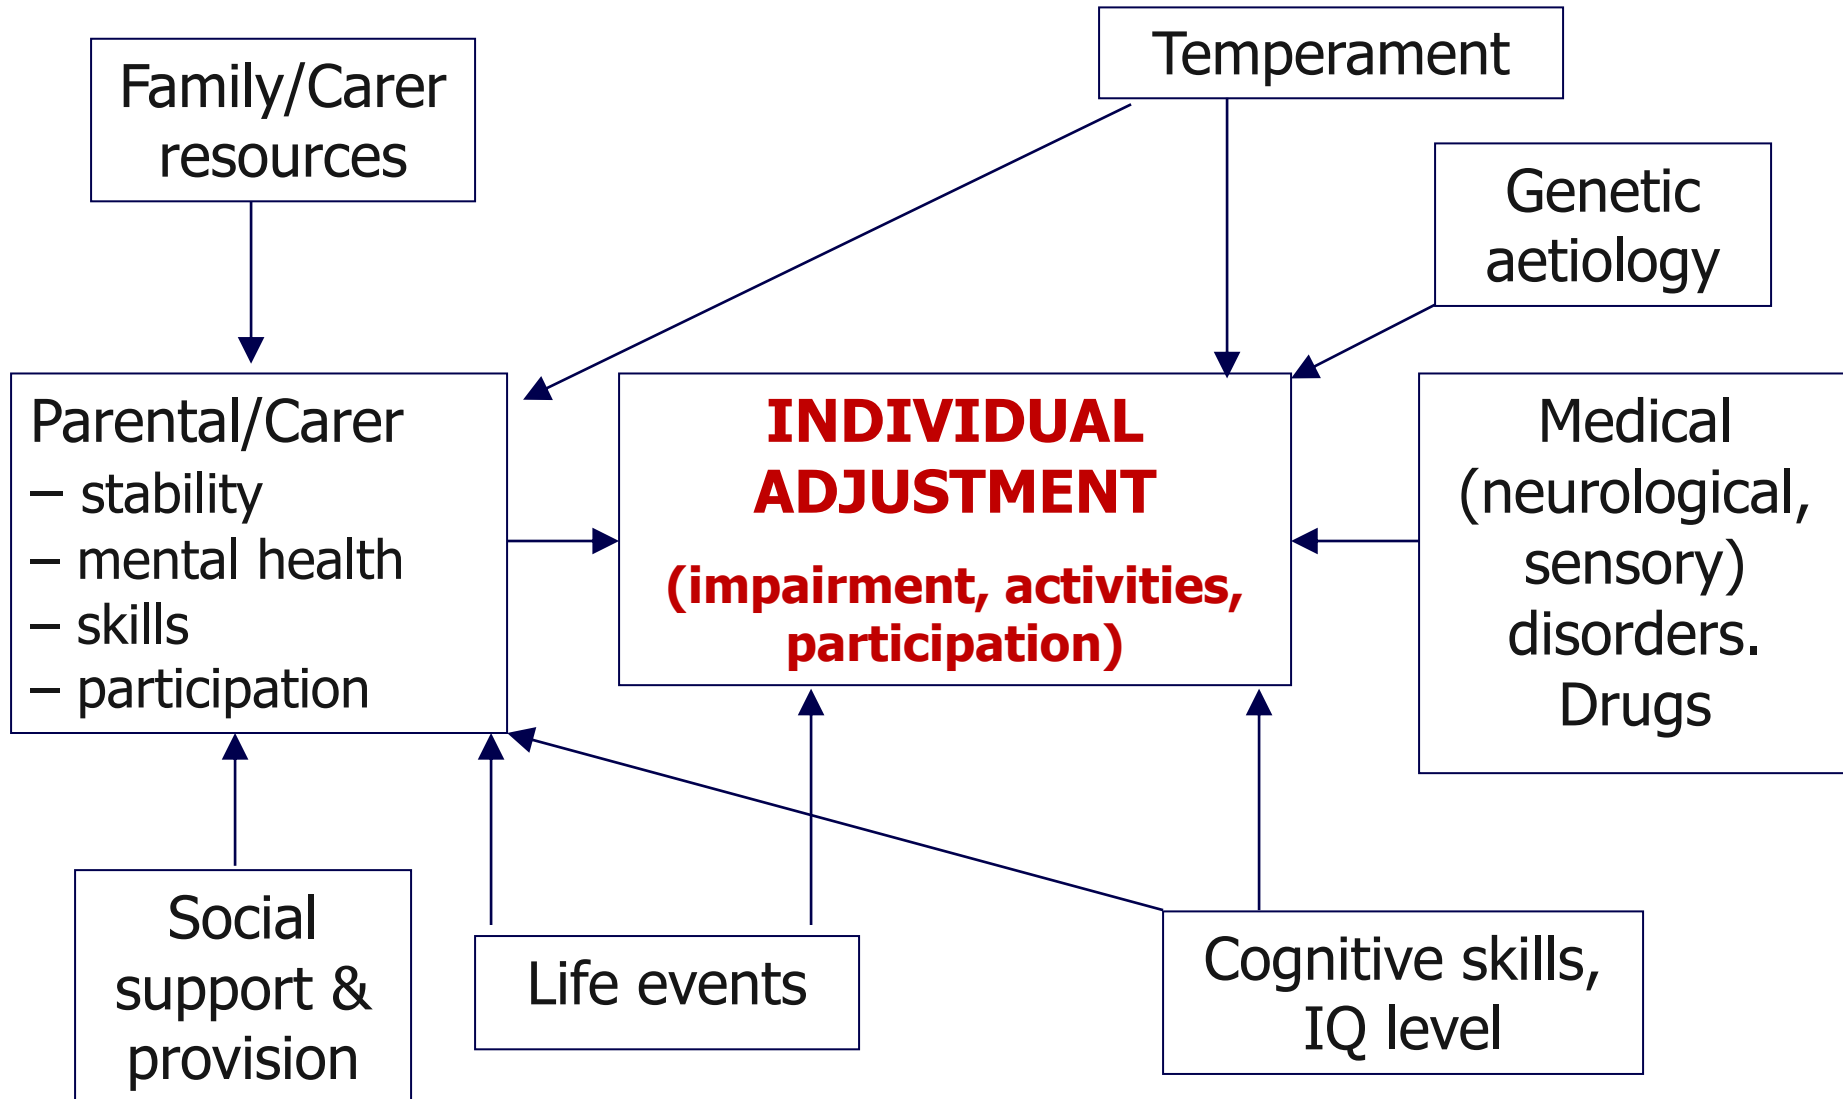 Family/Carer
resources
Temperament
Genetic
aetiology
Parental/Carer
– stability
– mental health
– skills
– participation
INDIVIDUAL
ADJUSTMENT
(impairment, activities,
participation)
Medical
(neurological,
sensory)
disorders.
Drugs
Social
support &
provision
Life events
Cognitive skills,
IQ level